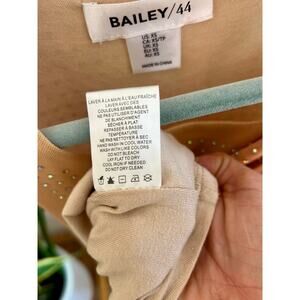 BAILEY/44
US: XS
CA: XS/TP
UK: XS
EU: XS
AU: XS
MADE IN CHINA
LAVER À LA MAIN À L'EAU FRAÎCHE
LAVER AVEC DES
COULEURS SEMBLABLES
NE PAS UTILISER D'AGENT
DE BLANCHIMENT
SÉCHER À PLAT
REPASSER À BASSE
TEMPÉRATURE
NE PAS NETTOYER À SEC
HAND WASH IN COOL WATER
WASH WITH LIKE COLORS
DO NOT BLEACH
LAY FLAT TO DRY
COOL IRON IF NEEDED
DO NOT DRY CLEAN